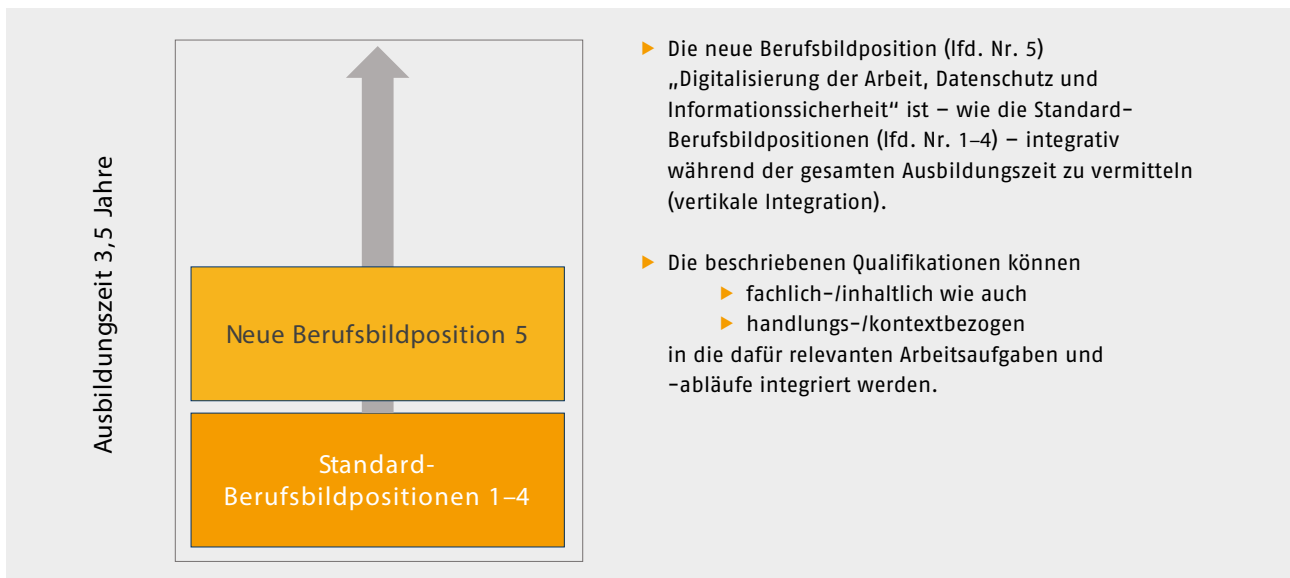 Ausbildungszeit 3,5 Jahre
Neue Berufsbildposition 5
Standard-
Berufsbildpositionen 1–4
Die neue Berufsbildposition (lfd. Nr. 5)
„Digitalisierung der Arbeit, Datenschutz und
Informationssicherheit“ ist – wie die Standard-
Berufsbildpositionen (lfd. Nr. 1–4) – integrativ
während der gesamten Ausbildungszeit zu vermitteln
(vertikale Integration).
Die beschriebenen Qualifikationen können
fachlich-/inhaltlich wie auch
handlungs-/kontextbezogen
in die dafür relevanten Arbeitsaufgaben und
-abläufe integriert werden.